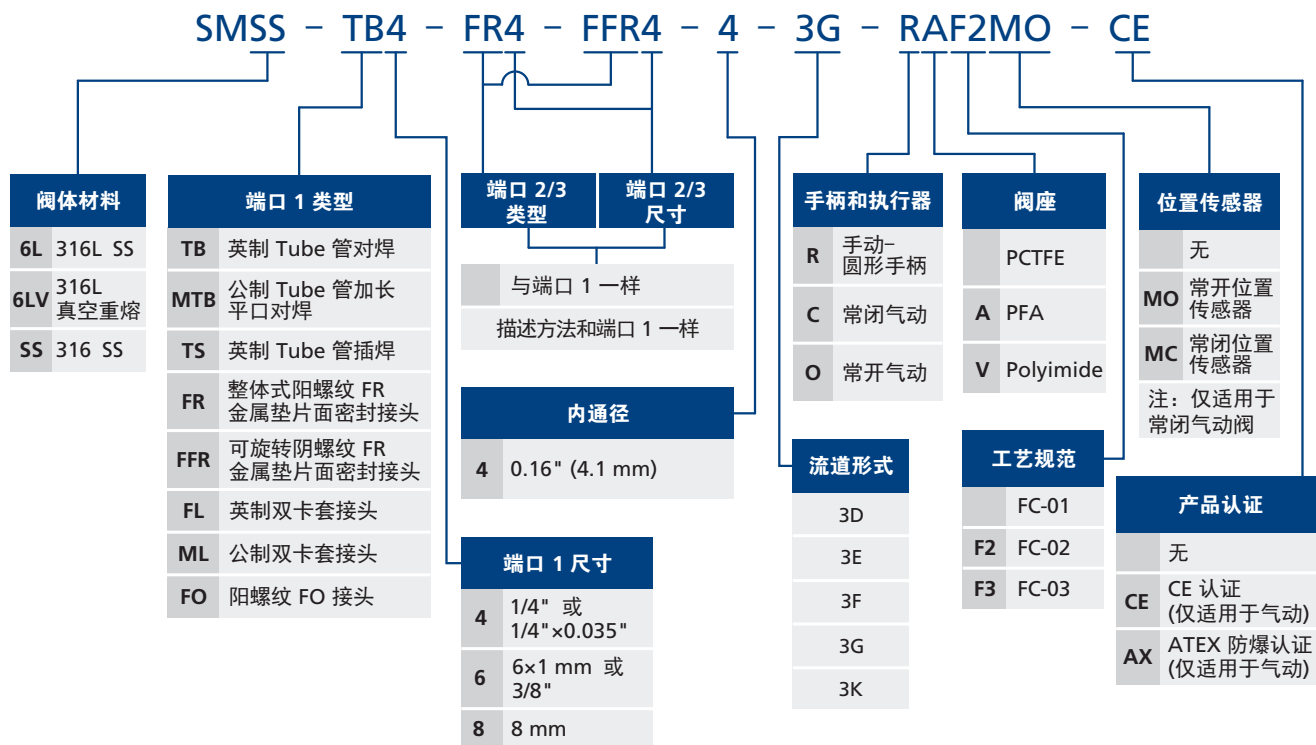 SMSS - TB4 - FR4 - FFR4 - 4 - 3G - RAF2MO - CE
阀体材料
6L 316L SS
6LV 316L
真空重熔
SS 316 SS
端口 1 类型
TB 英制 Tube 管对焊
MTB 公制 Tube 管加长
平口对焊
TS 英制 Tube 管插焊
FR 整体式阳螺纹 FR
金属垫片面密封接头
FFR 可旋转阴螺纹 FR
金属垫片面密封接头
FL 英制双卡套接头
ML 公制双卡套接头
FO 阳螺纹 FO 接头
端口 2/3
类型
端口 2/3
尺寸
与端口 1 一样
描述方法和端口 1 一样
内通径
4 0.16" (4.1 mm)
端口 1 尺寸
4 1/4" 或
1/4"×0.035"
6 6×1 mm 或
3/8"
8 8 mm
手柄和执行器
R 手动-
圆形手柄
C 常闭气动
O 常开气动
流道形式
3D
3E
3F
3G
3K
阀座
PCTFE
A PFA
V Polyimide
工艺规范
FC-01
F2 FC-02
F3 FC-03
位置传感器
无
MO 常开位置
传感器
MC 常闭位置
传感器
注：仅适用于
常闭气动阀
产品认证
无
CE CE 认证
(仅适用于气动)
AX ATEX 防爆认证
(仅适用于气动)